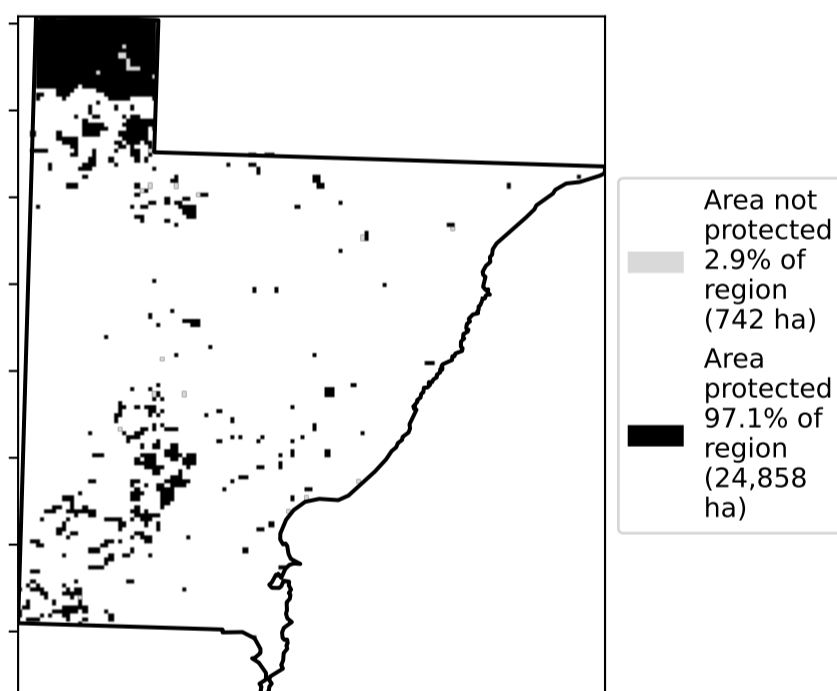 Area not
protected
2.9% of
region
(742 ha)
Area
protected
97.1% of
region
(24,858
ha)